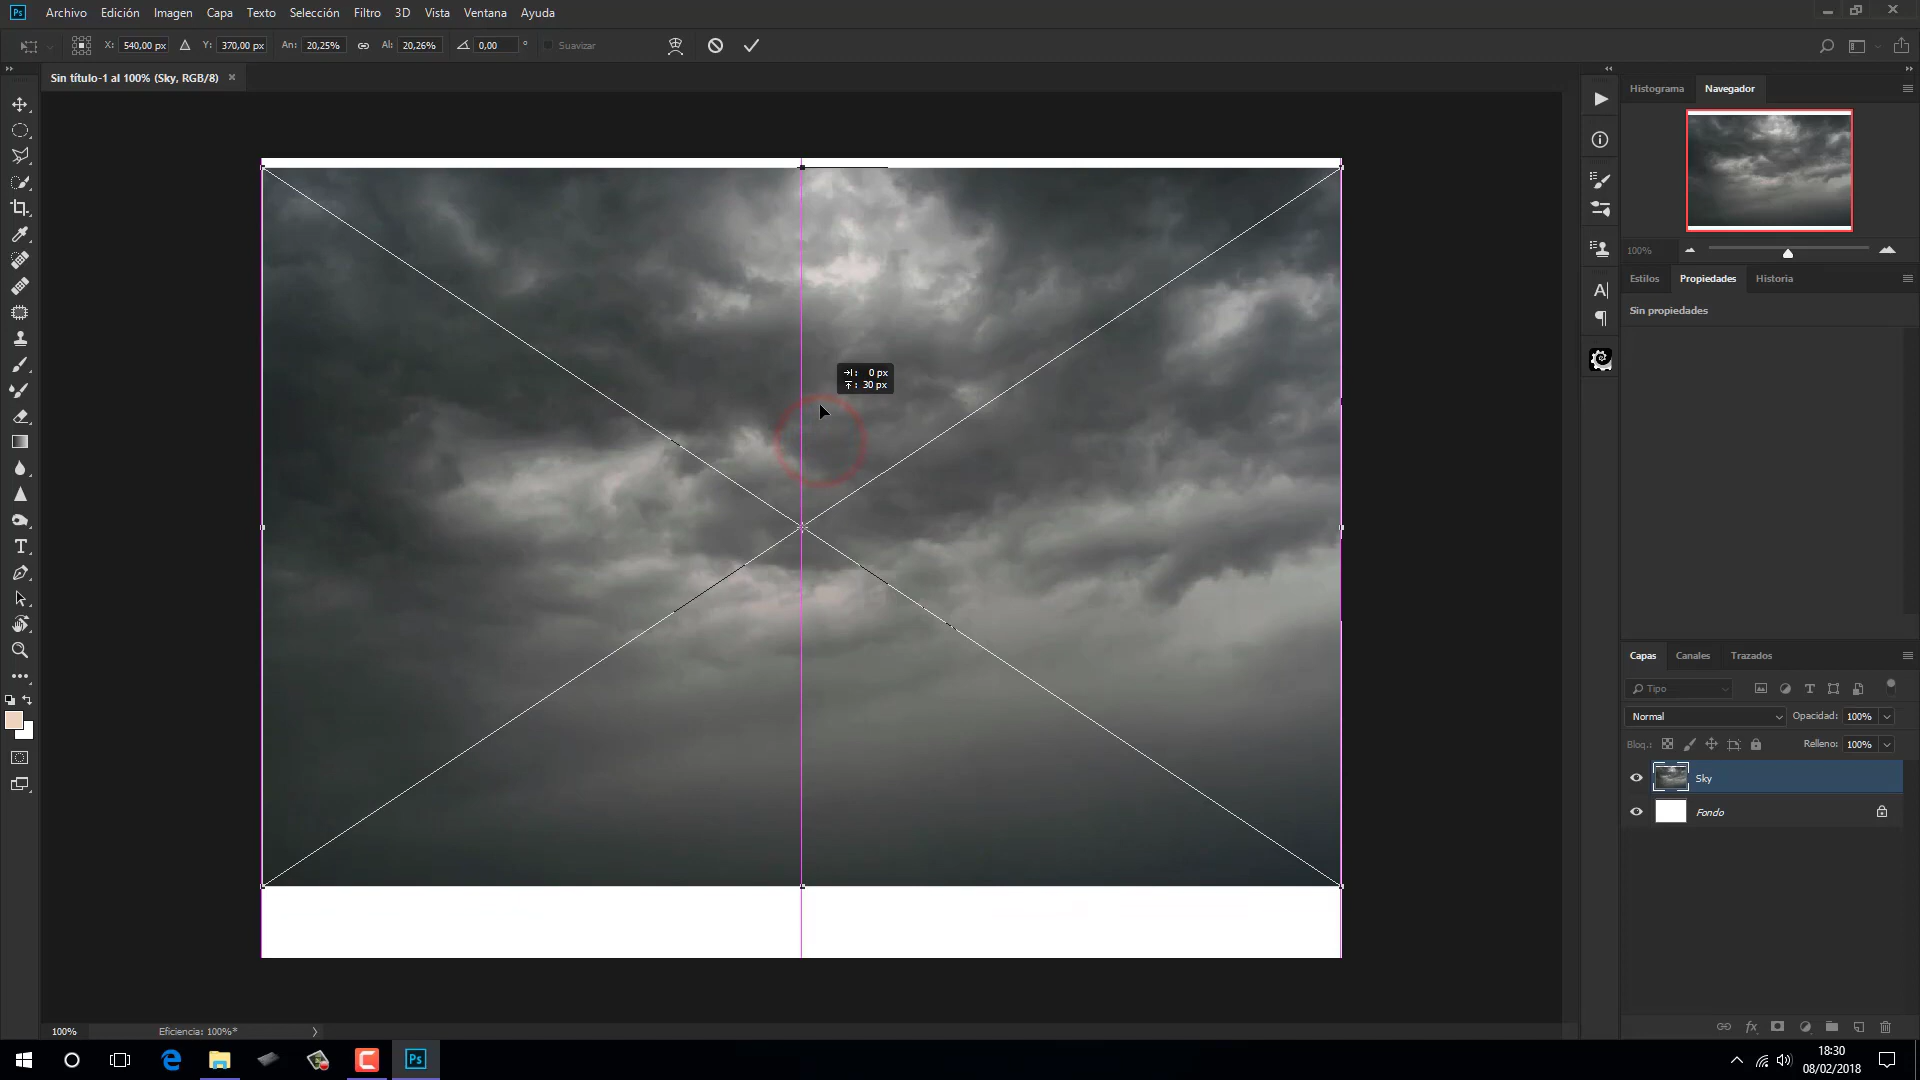 Ps Archivo Edición Imagen Capa Texto Selección Filtro 3D Vista Ventana Ayuda
X: 540,00 px Y: 370,00 px An: 20,25% Al: 20,26% 0,00 ° Suavizar
Sin título-1 al 100% (Sky, RGB/8) ×
Histograma Navegador
100%
Estilos Propiedades Historia
Sin propiedades
: 0 px
: 30 px
Capas Canales Trazados
Tipo
Normal Opacidad: 100%
Bloq.: Relleno: 100%
Sky
Fondo
fx
100% Eficiencia: 100%*
Ps
18:30
08/02/2018